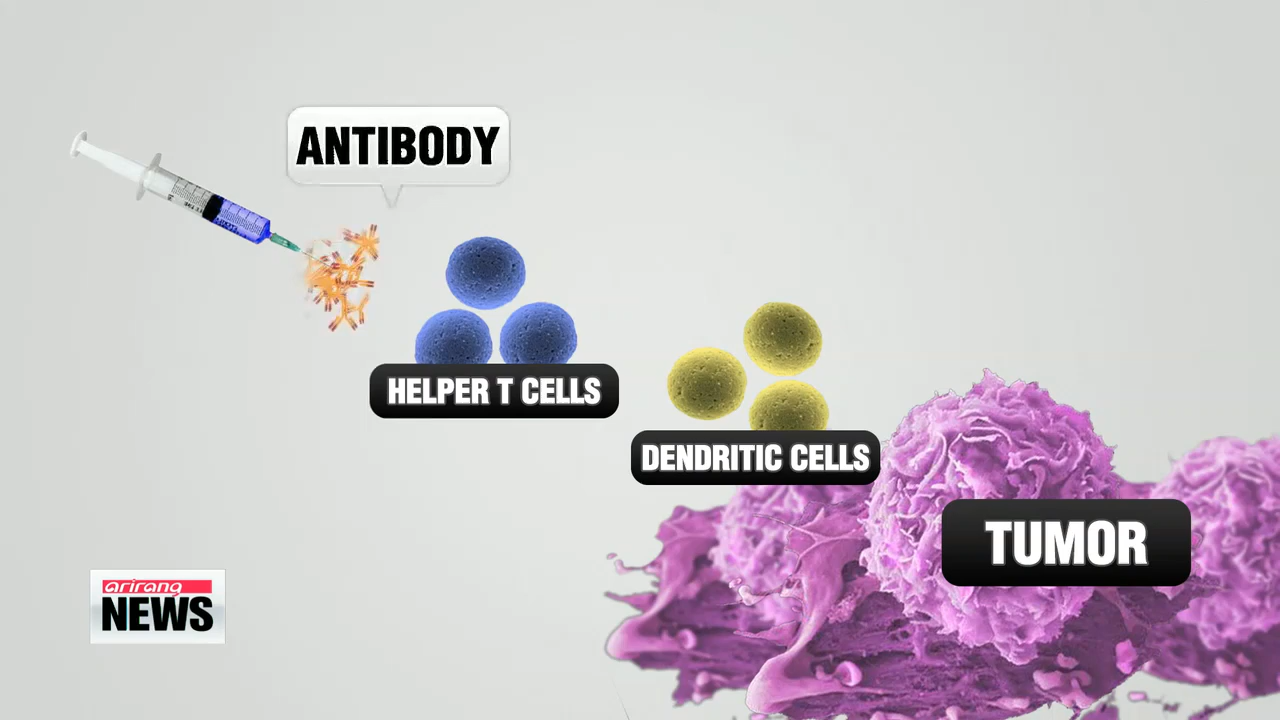 ANTIBODY
HELPER T CELLS
DENDRITIC CELLS
TUMOR
arirang
NEWS